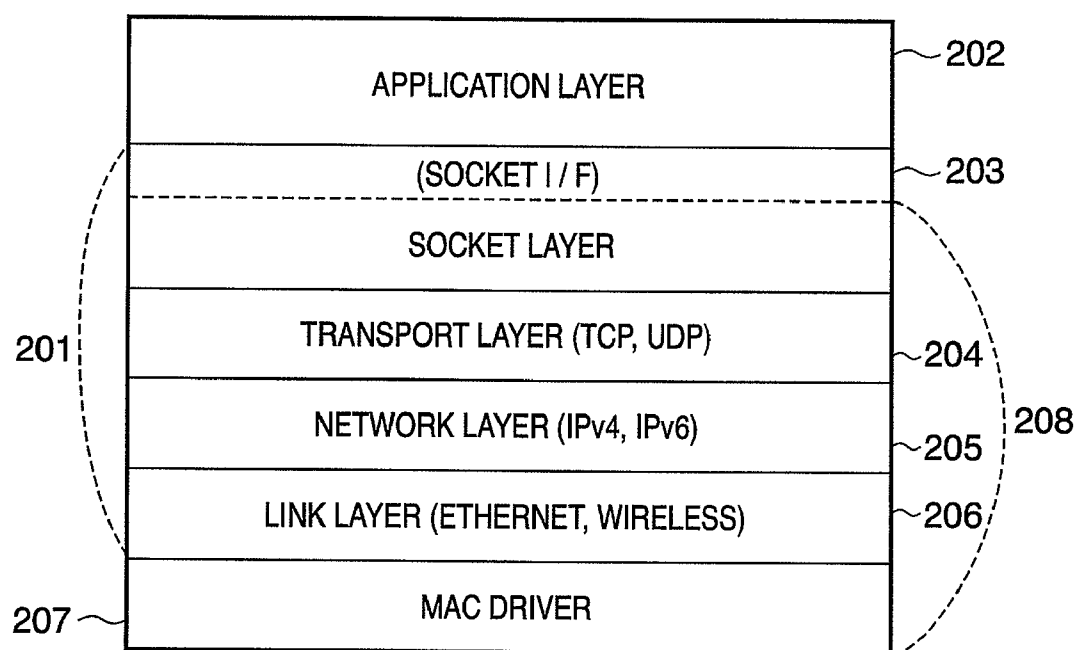 APPLICATION LAYER
202
(SOCKET I / F)
203
SOCKET LAYER
TRANSPORT LAYER (TCP, UDP)
201
204
NETWORK LAYER (IPv4, IPv6)
208
205
LINK LAYER (ETHERNET, WIRELESS)
206
MAC DRIVER
207